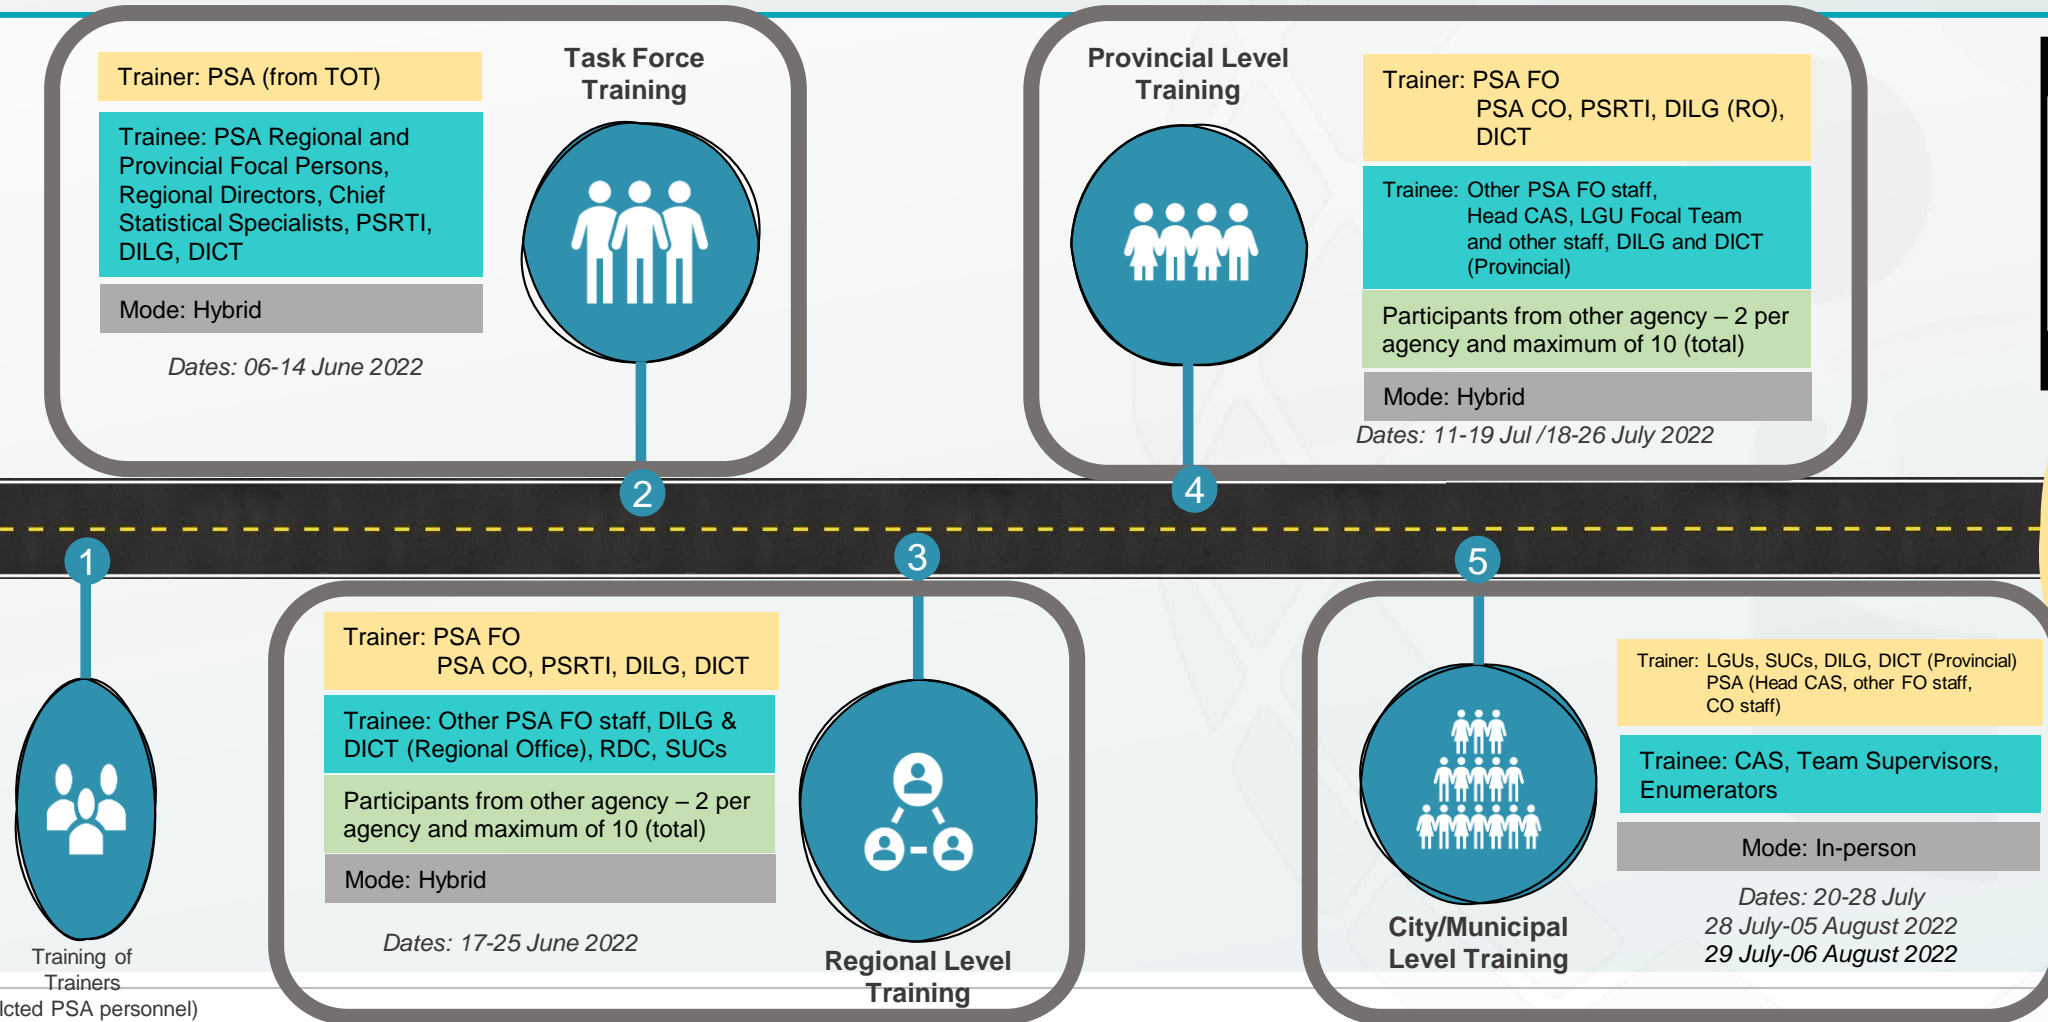 Task Force
Training
Trainer: PSA (from TOT)
Trainee: PSA Regional and
Provincial Focal Persons,
Regional Directors, Chief
Statistical Specialists, PSRTI,
DILG, DICT
Mode: Hybrid
Dates: 06-14 June 2022
2
Provincial Level
Training
Trainer: PSA FO
PSA CO, PSRTI, DILG (RO),
DICT
Trainee: Other PSA FO staff,
Head CAS, LGU Focal Team
and other staff, DILG and DICT
(Provincial)
Participants from other agency – 2 per
agency and maximum of 10 (total)
Mode: Hybrid
Dates: 11-19 Jul /18-26 July 2022
4
1
Training of
Trainers
lcted PSA personnel)
3
Trainer: PSA FO
PSA CO, PSRTI, DILG, DICT
Trainee: Other PSA FO staff, DILG &
DICT (Regional Office), RDC, SUCs
Participants from other agency – 2 per
agency and maximum of 10 (total)
Mode: Hybrid
Dates: 17-25 June 2022
Regional Level
Training
5
City/Municipal
Level Training
Trainer: LGUs, SUCs, DILG, DICT (Provincial)
PSA (Head CAS, other FO staff,
CO staff)
Trainee: CAS, Team Supervisors,
Enumerators
Mode: In-person
Dates: 20-28 July
28 July-05 August 2022
29 July-06 August 2022